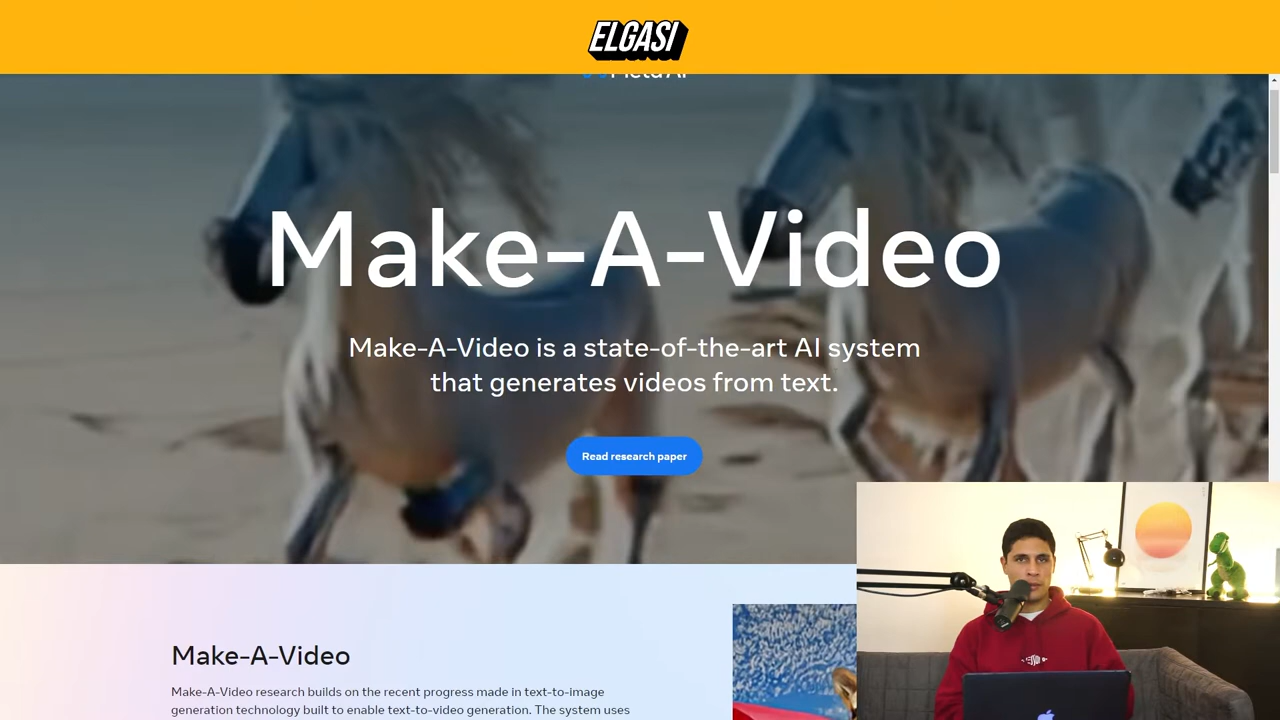 ELGASI
Meta AI
Make-A-Video
Make-A-Video is a state-of-the-art AI system
that generates videos from text.
Read research paper
Make-A-Video
Make-A-Video research builds on the recent progress made in text-to-image
generation technology built to enable text-to-video generation. The system uses